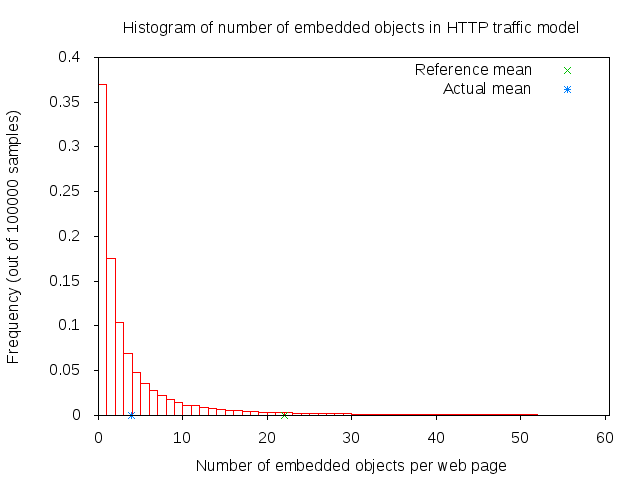 Histogram of number of embedded objects in HTTP traffic model
Reference mean
Actual mean
Frequency (out of 100000 samples)
0.4
0.35
0.3
0.25
0.2
0.15
0.1
0.05
0
0 10 20 30 40 50 60
Number of embedded objects per web page